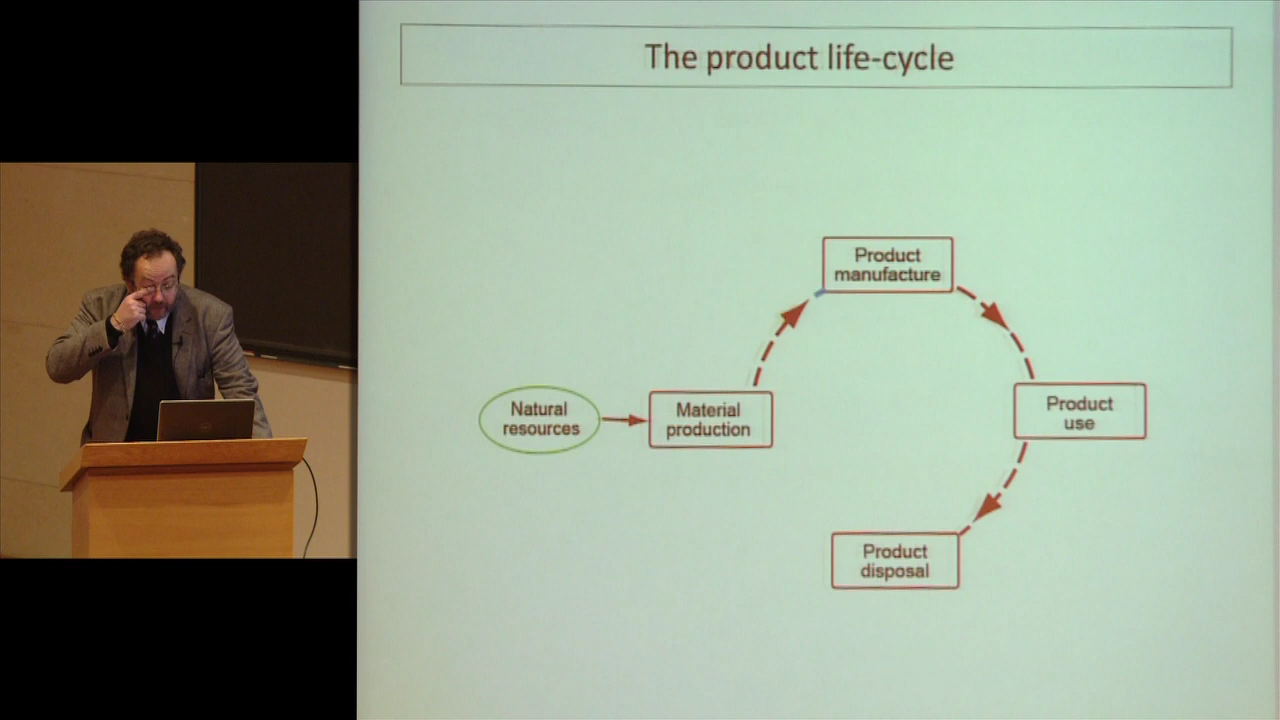 The product life-cycle
Product
manufacture
Natural
resources
Material
production
Product
use
Product
disposal